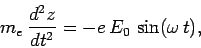 m_e \frac{d^2 z}{dt^2} = -e E_0 \sin(\omega t),